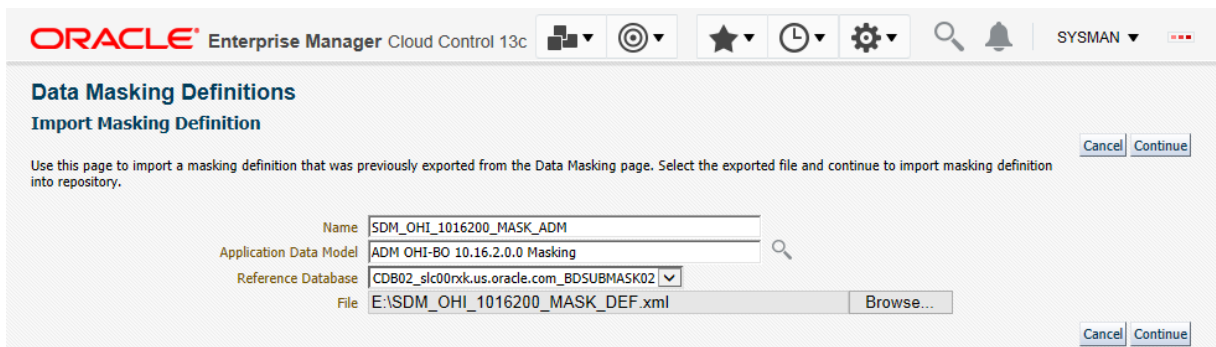 ORACLE® Enterprise Manager Cloud Control 13c SYSMAN
Data Masking Definitions
Import Masking Definition
Cancel Continue
Use this page to import a masking definition that was previously exported from the Data Masking page. Select the exported file and continue to import masking definition
into repository.
Name SDM_OHI_1016200_MASK_ADM
Application Data Model ADM OHI-BO 10.16.2.0.0 Masking
Reference Database CDB02_slc00rxk.us.oracle.com_BDSUBMASK02
File E:\SDM_OHI_1016200_MASK_DEF.xml Browse...
Cancel Continue